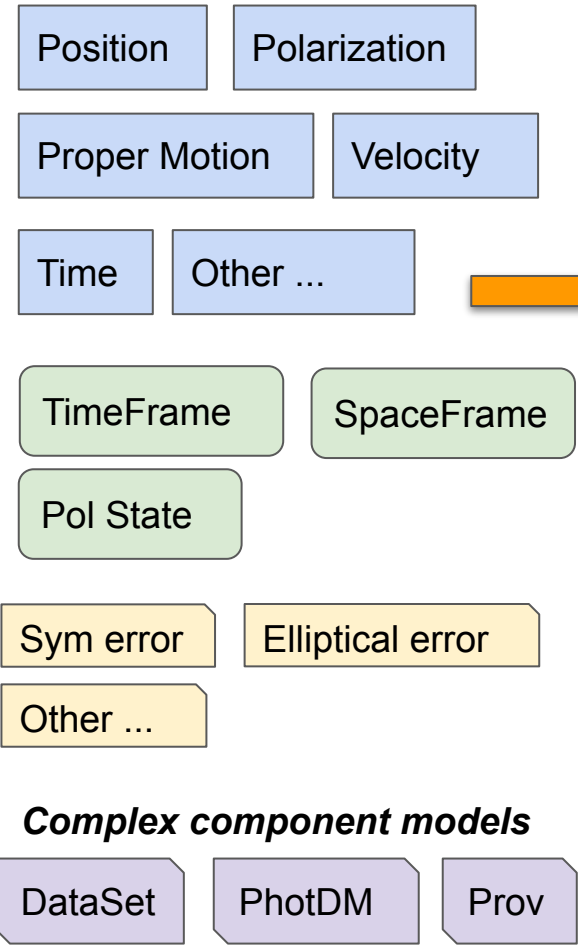 Position Polarization
Proper Motion Velocity
Time Other ...
TimeFrame SpaceFrame
Pol State
Sym error Elliptical error
Other ...
Complex component models
DataSet PhotDM Prov